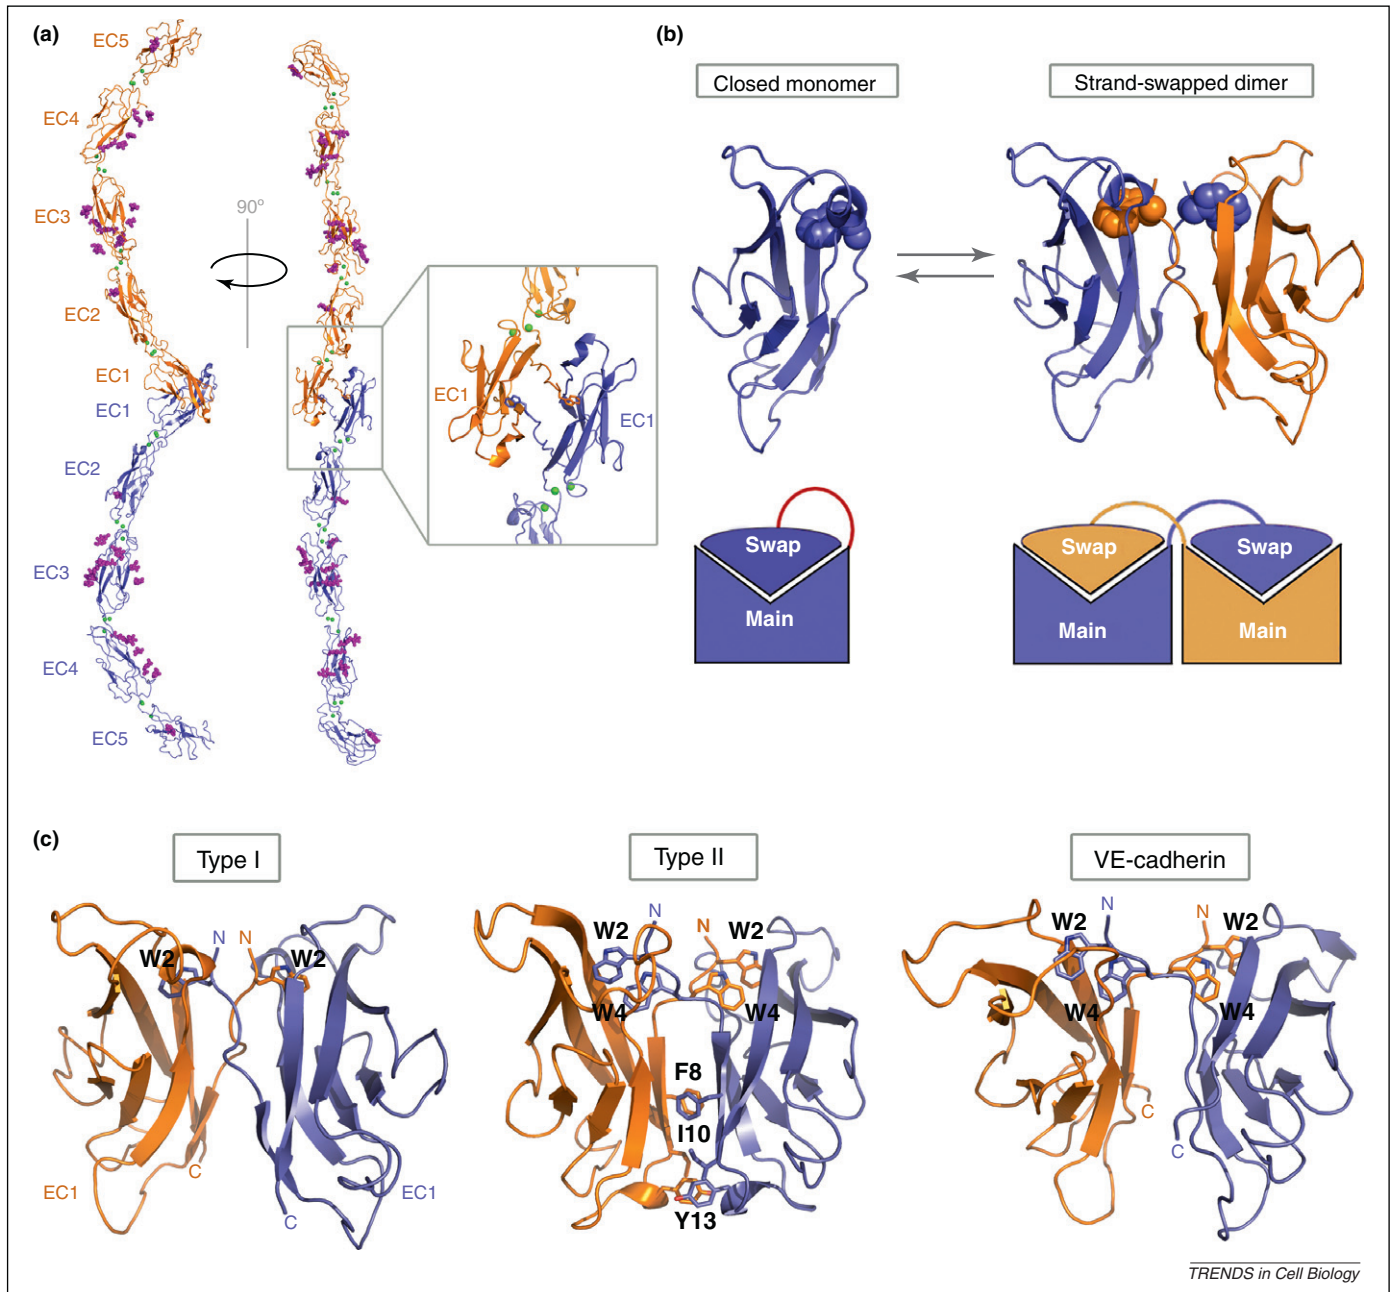 (a)
EC5
EC4
EC3
EC2
EC1
EC1
EC2
EC3
EC4
EC5
90º
EC1
EC1
(b)
Closed monomer
Strand-swapped dimer
Swap
Main
Swap
Swap
Main
Main
(c)
Type I
Type II
VE-cadherin
W2
N
N
W2
EC1
C
C
EC1
W2
N
N
W2
W4
W4
F8
I10
Y13
W2
N
N
W2
W4
W4
C
C
TRENDS in Cell Biology